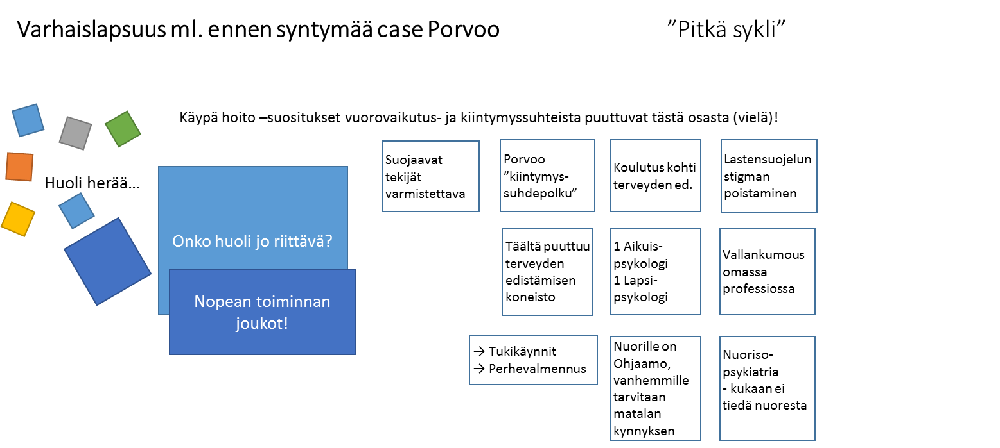 Varhaislapsuus ml. ennen syntymää case Porvoo
”Pitkä sykli”
Käypä hoito –suositukset vuorovaikutus- ja kiintymyssuhteista puuttuvat tästä osasta (vielä)!
Huoli herää…
Onko huoli jo riittävä?
Nopean toiminnan
joukot!
Suojaavat
tekijät
varmistettava
Porvoo
”kiintymys-
suhdepolku”
Koulutus kohti
terveyden ed.
Lastensuojelun
stigman
poistaminen
Täältä puuttuu
terveyden
edistämisen
koneisto
1 Aikuis-
psykologi
1 Lapsi-
psykologi
Vallankumous
omassa
professiossa
→ Tukikäynnit
→ Perhevalmennus
Nuorille on
Ohjaamo,
vanhemmille
tarvitaan
matalan
kynnyksen
Nuoriso-
psykiatria
- kukaan ei
tiedä nuoresta